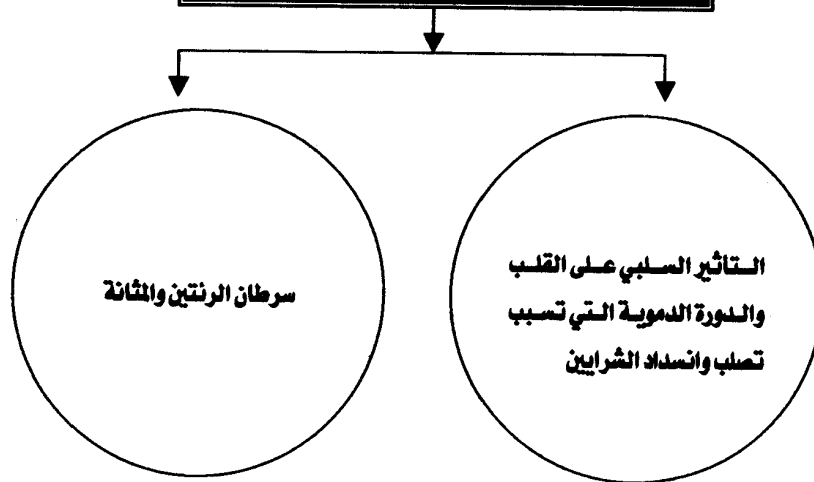 التأثير السلبي على القلب
والدورة الدموية التي تسبب
تصلب وانسداد الشرايين
سرطان الرئتين والمثانة